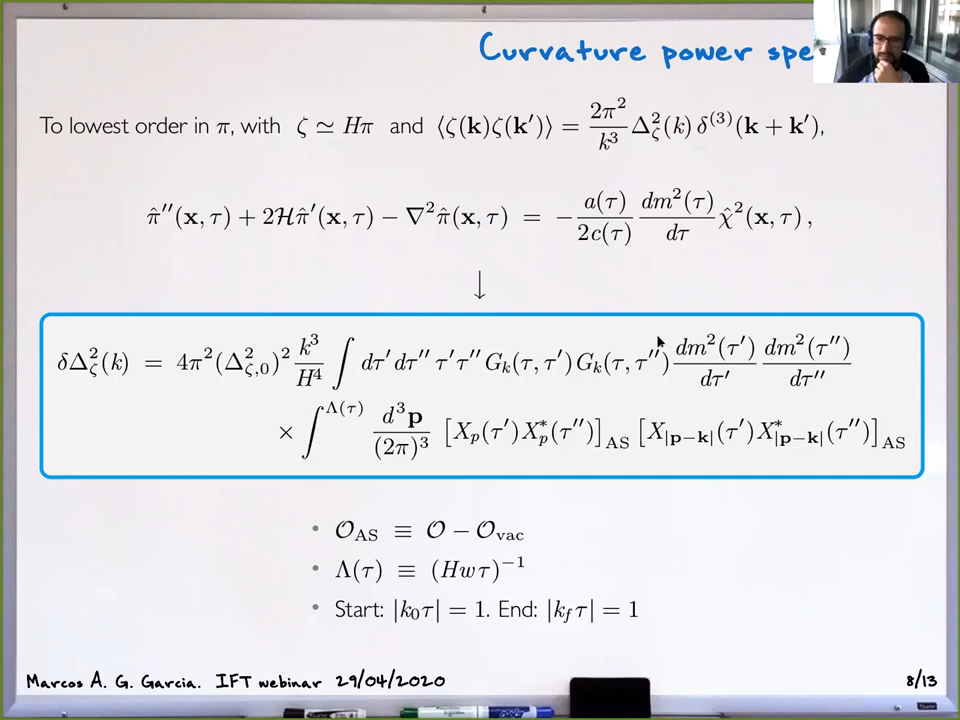 Curvature power spe
To lowest order in π, with ζ ≃ Hπ and ⟨ζ(k)ζ(k′)⟩ = 2π²/k³ Δ²_ζ(k) δ⁽³⁾(k + k′),
π̂′′(x, τ) + 2ℋπ̂′(x, τ) − ∇²π̂(x, τ) = − a(τ)/2c(τ) dm²(τ)/dτ χ̂²(x, τ) ,
↓
δΔ²_ζ(k) = 4π²(Δ²_ζ,0)² k³/H⁴ ∫ dτ′ dτ′′ τ′τ′′ G_k(τ, τ′) G_k(τ, τ′′) dm²(τ′)/dτ′ dm²(τ′′)/dτ′′
× ∫^Λ(τ) d³p/(2π)³ [X_p(τ′)X*_p(τ′′)]_AS [X_|p−k|(τ′)X*_|p−k|(τ′′)]_AS
• 𝒪_AS ≡ 𝒪 − 𝒪_vac
• Λ(τ) ≡ (Hwτ)⁻¹
• Start: |k₀τ| = 1. End: |k_f τ| = 1
Marcos A. G. Garcia. IFT webinar 29/04/2020 8/13